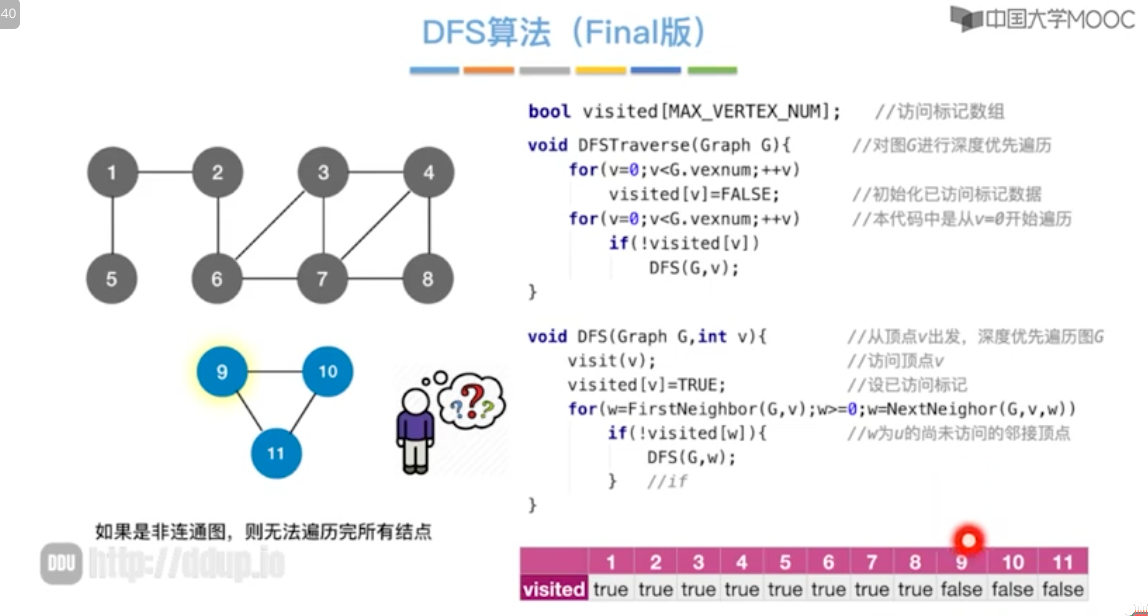 40
DFS算法（Final版）
中国大学MOOC
bool visited[MAX_VERTEX_NUM]; //访问标记数组
void DFSTraverse(Graph G){ //对图G进行深度优先遍历
for(v=0;v<G.vexnum;++v)
visited[v]=FALSE; //初始化已访问标记数据
for(v=0;v<G.vexnum;++v) //本代码中是从v=0开始遍历
if(!visited[v])
DFS(G,v);
}
void DFS(Graph G,int v){ //从顶点v出发，深度优先遍历图G
visit(v); //访问顶点v
visited[v]=TRUE; //设已访问标记
for(w=FirstNeighbor(G,v);w>=0;w=NextNeighor(G,v,w))
if(!visited[w]){ //w为u的尚未访问的邻接顶点
DFS(G,w);
} //if
}
1 2 3 4
5 6 7 8
9 10
11
? ? ?
如果是非连通图，则无法遍历完所有结点
DDU http://ddup.io
1 2 3 4 5 6 7 8 9 10 11
visited true true true true true true true true false false false